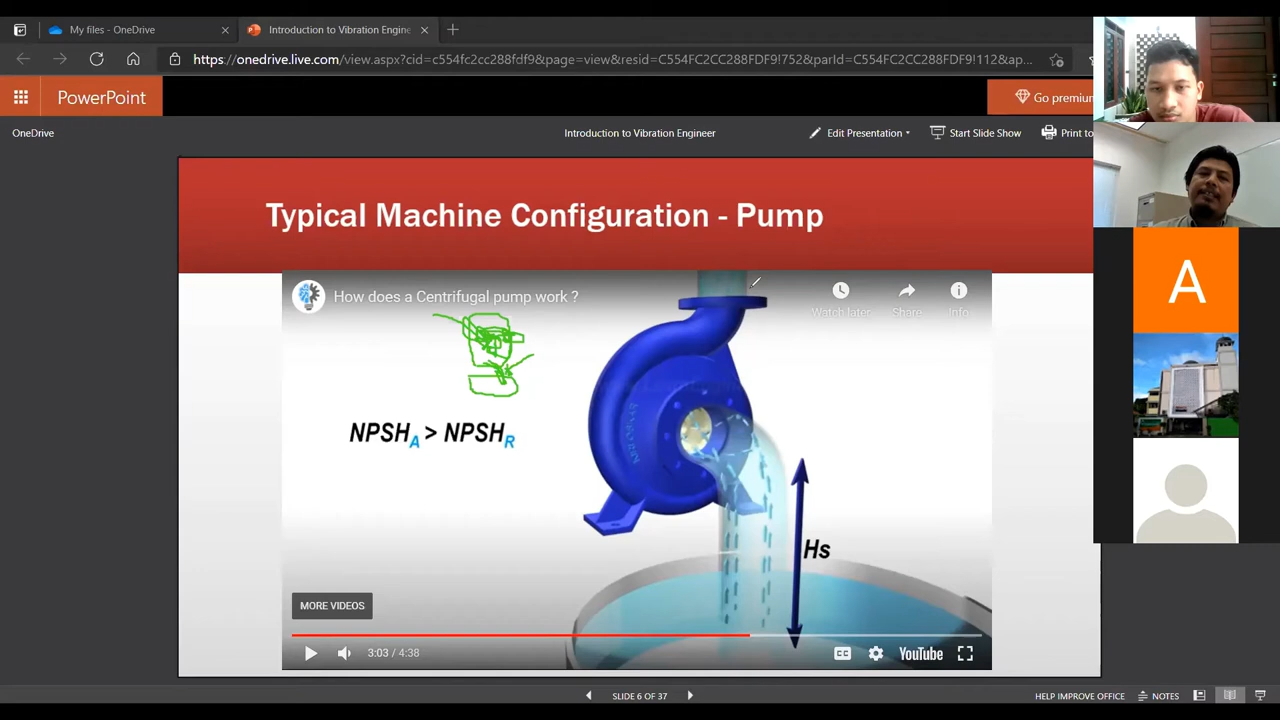 My files - OneDrive
Introduction to Vibration Engine
https://onedrive.live.com/view.aspx?cid=c554fc2cc288fdf9&page=view&resid=C554FC2CC288FDF9!752&parId=C554FC2CC288FDF9!112&ap...
PowerPoint
Go premium
OneDrive
Introduction to Vibration Engineer
Edit Presentation
Start Slide Show
Print to
Typical Machine Configuration - Pump
How does a Centrifugal pump work ?
Watch later
Share
Info
NPSHA > NPSHR
Hs
MORE VIDEOS
3:03 / 4:38
CC
YouTube
SLIDE 6 OF 37
HELP IMPROVE OFFICE
NOTES
A